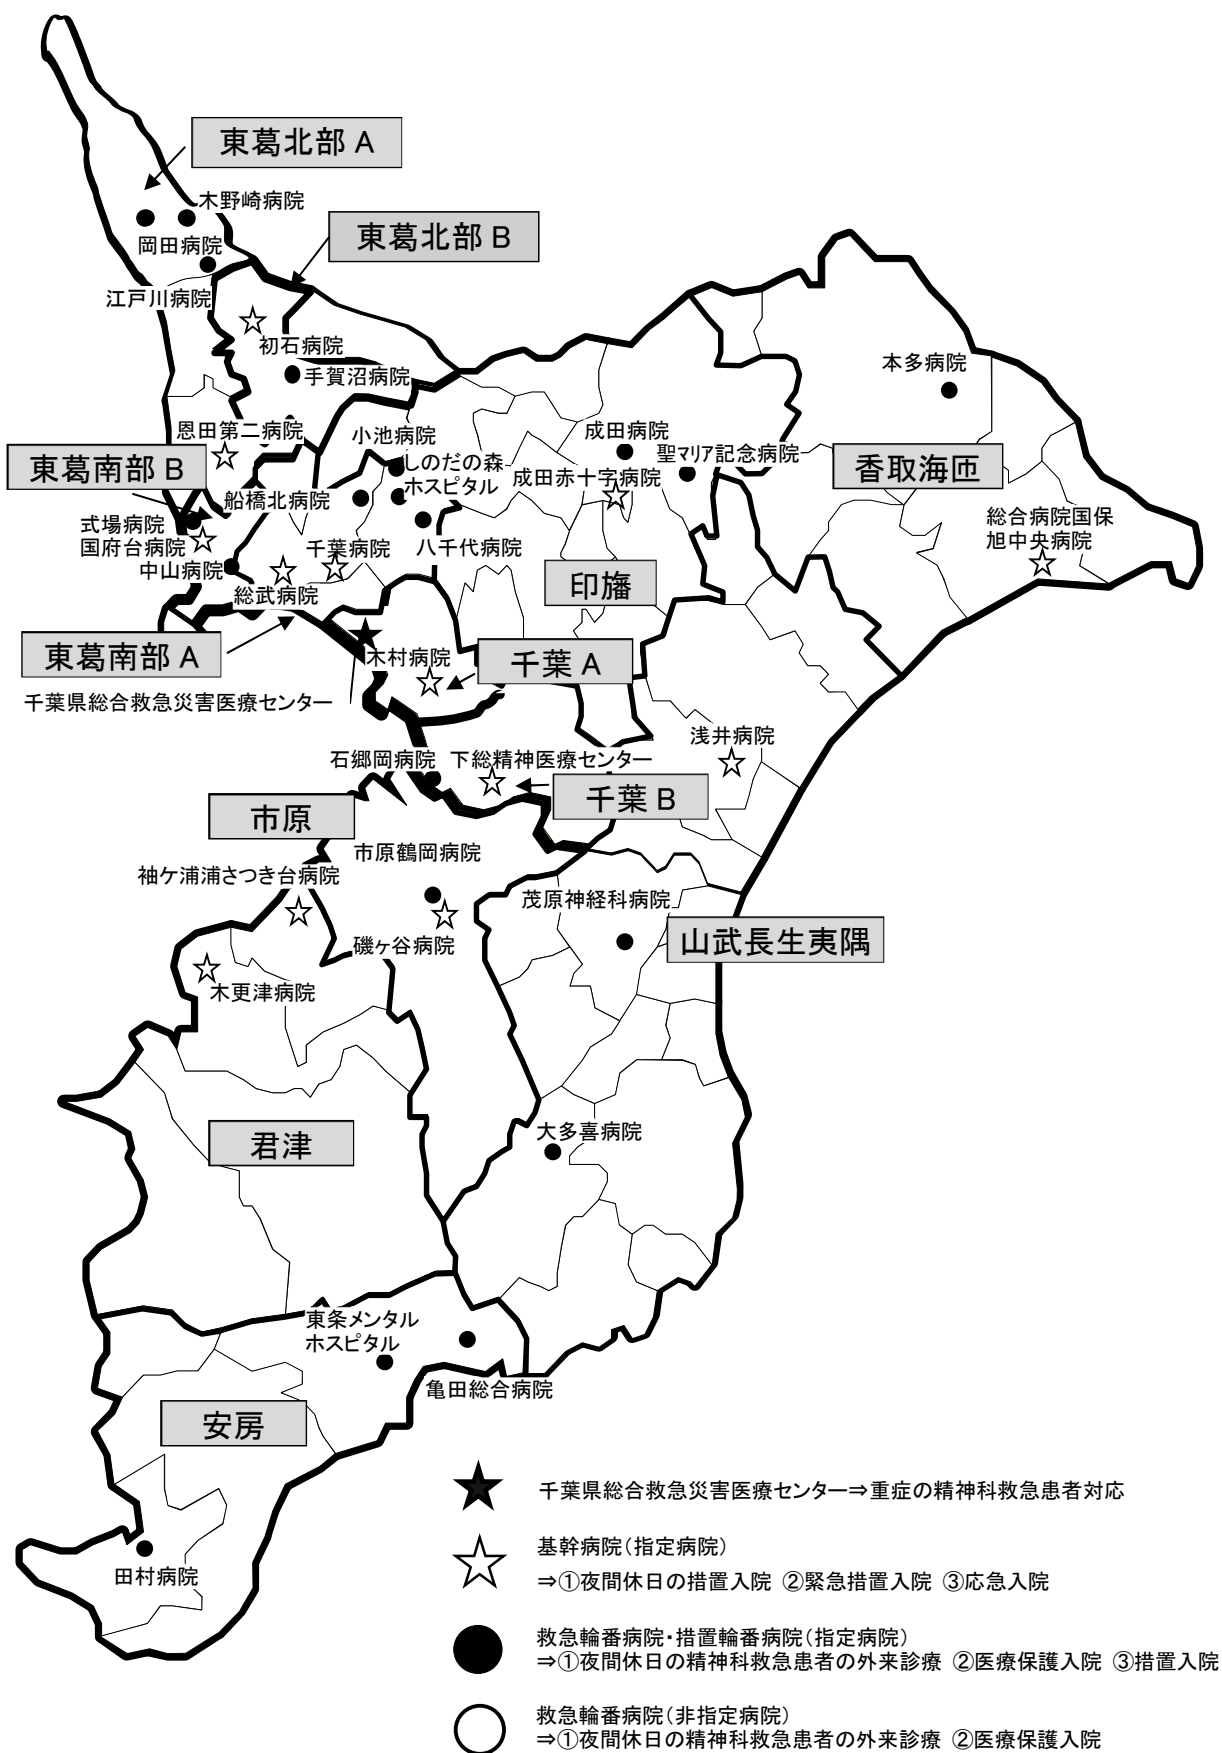 東葛北部 A
木野崎病院
東葛北部 B
岡田病院
江戸川病院
初石病院
本多病院
手賀沼病院
恩田第二病院
小池病院
成田病院
東葛南部 B
しのだの森
ホスピタル
聖マリア記念病院
香取海匝
成田赤十字病院
船橋北病院
式場病院
国府台病院
総合病院国保
旭中央病院
千葉病院
八千代病院
中山病院
印旛
総武病院
東葛南部 A
木村病院
千葉 A
千葉県総合救急災害医療センター
浅井病院
石郷岡病院
下総精神医療センター
千葉 B
市原
市原鶴岡病院
袖ケ浦浦さつき台病院
茂原神経科病院
山武長生夷隅
磯ヶ谷病院
木更津病院
君津
大多喜病院
東条メンタル
ホスピタル
亀田総合病院
安房
田村病院
千葉県総合救急災害医療センター⇒重症の精神科救急患者対応
基幹病院(指定病院)
⇒①夜間休日の措置入院 ②緊急措置入院 ③応急入院
救急輪番病院・措置輪番病院(指定病院)
⇒①夜間休日の精神科救急患者の外来診療 ②医療保護入院 ③措置入院
救急輪番病院(非指定病院)
⇒①夜間休日の精神科救急患者の外来診療 ②医療保護入院